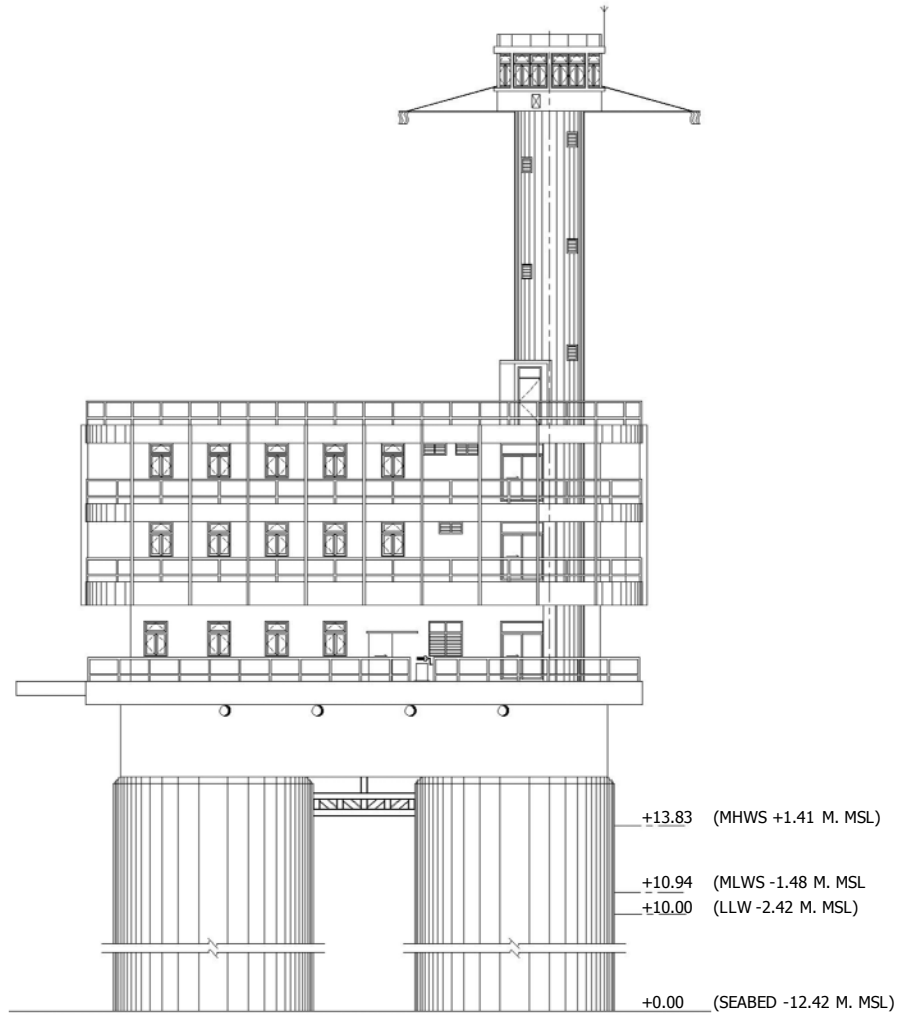 +13.83 (MHWS +1.41 M. MSL)
+10.94 (MLWS -1.48 M. MSL
+10.00 (LLW -2.42 M. MSL)
+0.00 (SEABED -12.42 M. MSL)